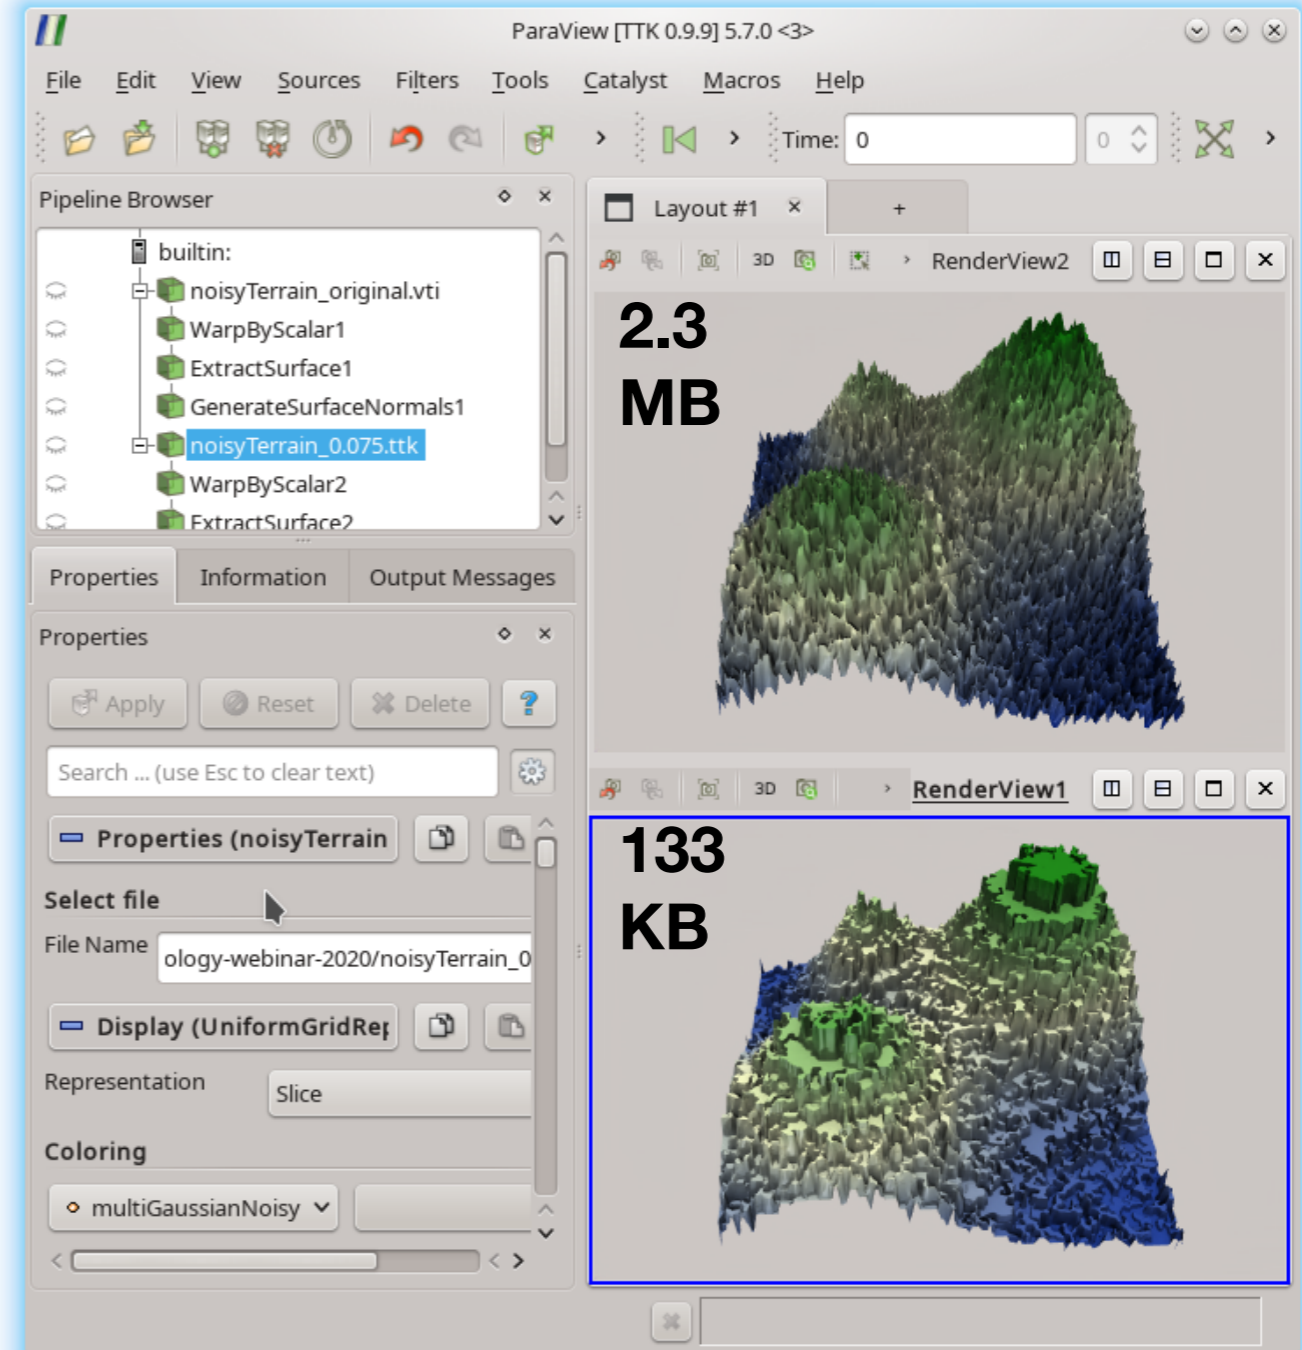 ParaView [TTK 0.9.9] 5.7.0 <3>
File Edit View Sources Filters Tools Catalyst Macros Help
Time: 0 0
Pipeline Browser
builtin:
noisyTerrain_original.vti
WarpByScalar1
ExtractSurface1
GenerateSurfaceNormals1
noisyTerrain_0.075.ttk
WarpByScalar2
ExtractSurface2
Properties Information Output Messages
Properties
Apply Reset Delete ?
Search ... (use Esc to clear text)
Properties (noisyTerrain
Select file
File Name ology-webinar-2020/noisyTerrain_0
Display (UniformGridRep
Representation Slice
Coloring
multiGaussianNoisy
Layout #1 +
3D RenderView2
2.3
MB
3D RenderView1
133
KB